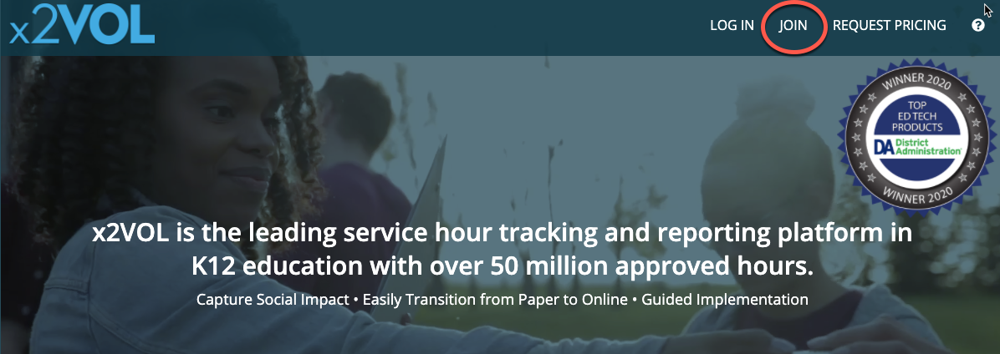 x2VOL
LOG IN JOIN REQUEST PRICING ?
WINNER 2020
TOP
ED TECH
PRODUCTS
DA District
Administration
WINNER 2020
x2VOL is the leading service hour tracking and reporting platform in
K12 education with over 50 million approved hours.
Capture Social Impact • Easily Transition from Paper to Online • Guided Implementation